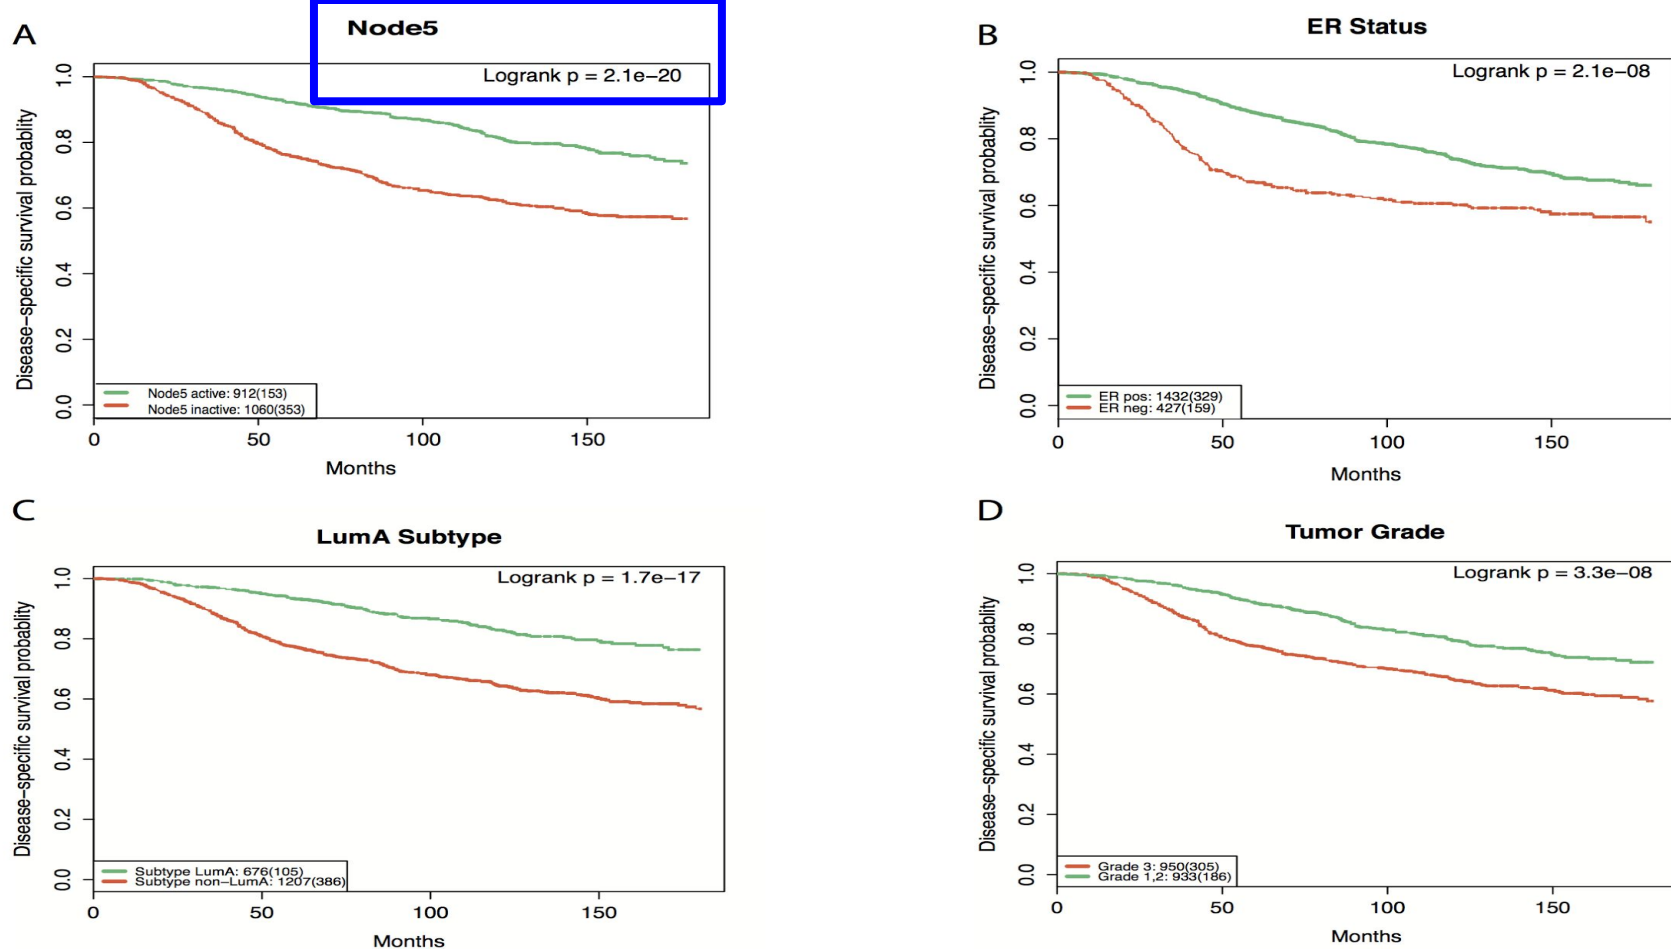 A
Node5
Logrank p = 2.1e−20
Disease−specific survival probablity
1.0
0.8
0.6
0.4
0.2
0.0
Node5 active: 912(153)
Node5 inactive: 1060(353)
0 50 100 150
Months
B
ER Status
Logrank p = 2.1e−08
Disease−specific survival probablity
1.0
0.8
0.6
0.4
0.2
0.0
ER pos: 1432(329)
ER neg: 427(159)
0 50 100 150
Months
C
LumA Subtype
Logrank p = 1.7e−17
Disease−specific survival probablity
1.0
0.8
0.6
0.4
0.2
0.0
Subtype LumA: 676(105)
Subtype non−LumA: 1207(386)
0 50 100 150
Months
D
Tumor Grade
Logrank p = 3.3e−08
Disease−specific survival probablity
1.0
0.8
0.6
0.4
0.2
0.0
Grade 3: 950(305)
Grade 1,2: 933(186)
0 50 100 150
Months